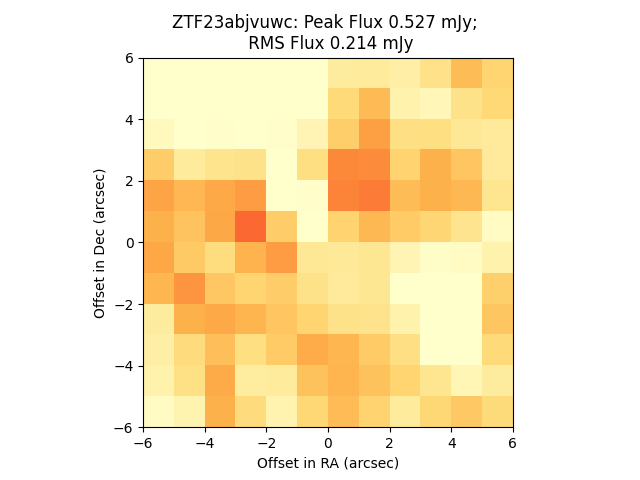 ZTF23abjvuwc: Peak Flux 0.527 mJy;
RMS Flux 0.214 mJy
6
4
2
0
−2
−4
−6
Offset in Dec (arcsec)
−6 −4 −2 0 2 4 6
Offset in RA (arcsec)